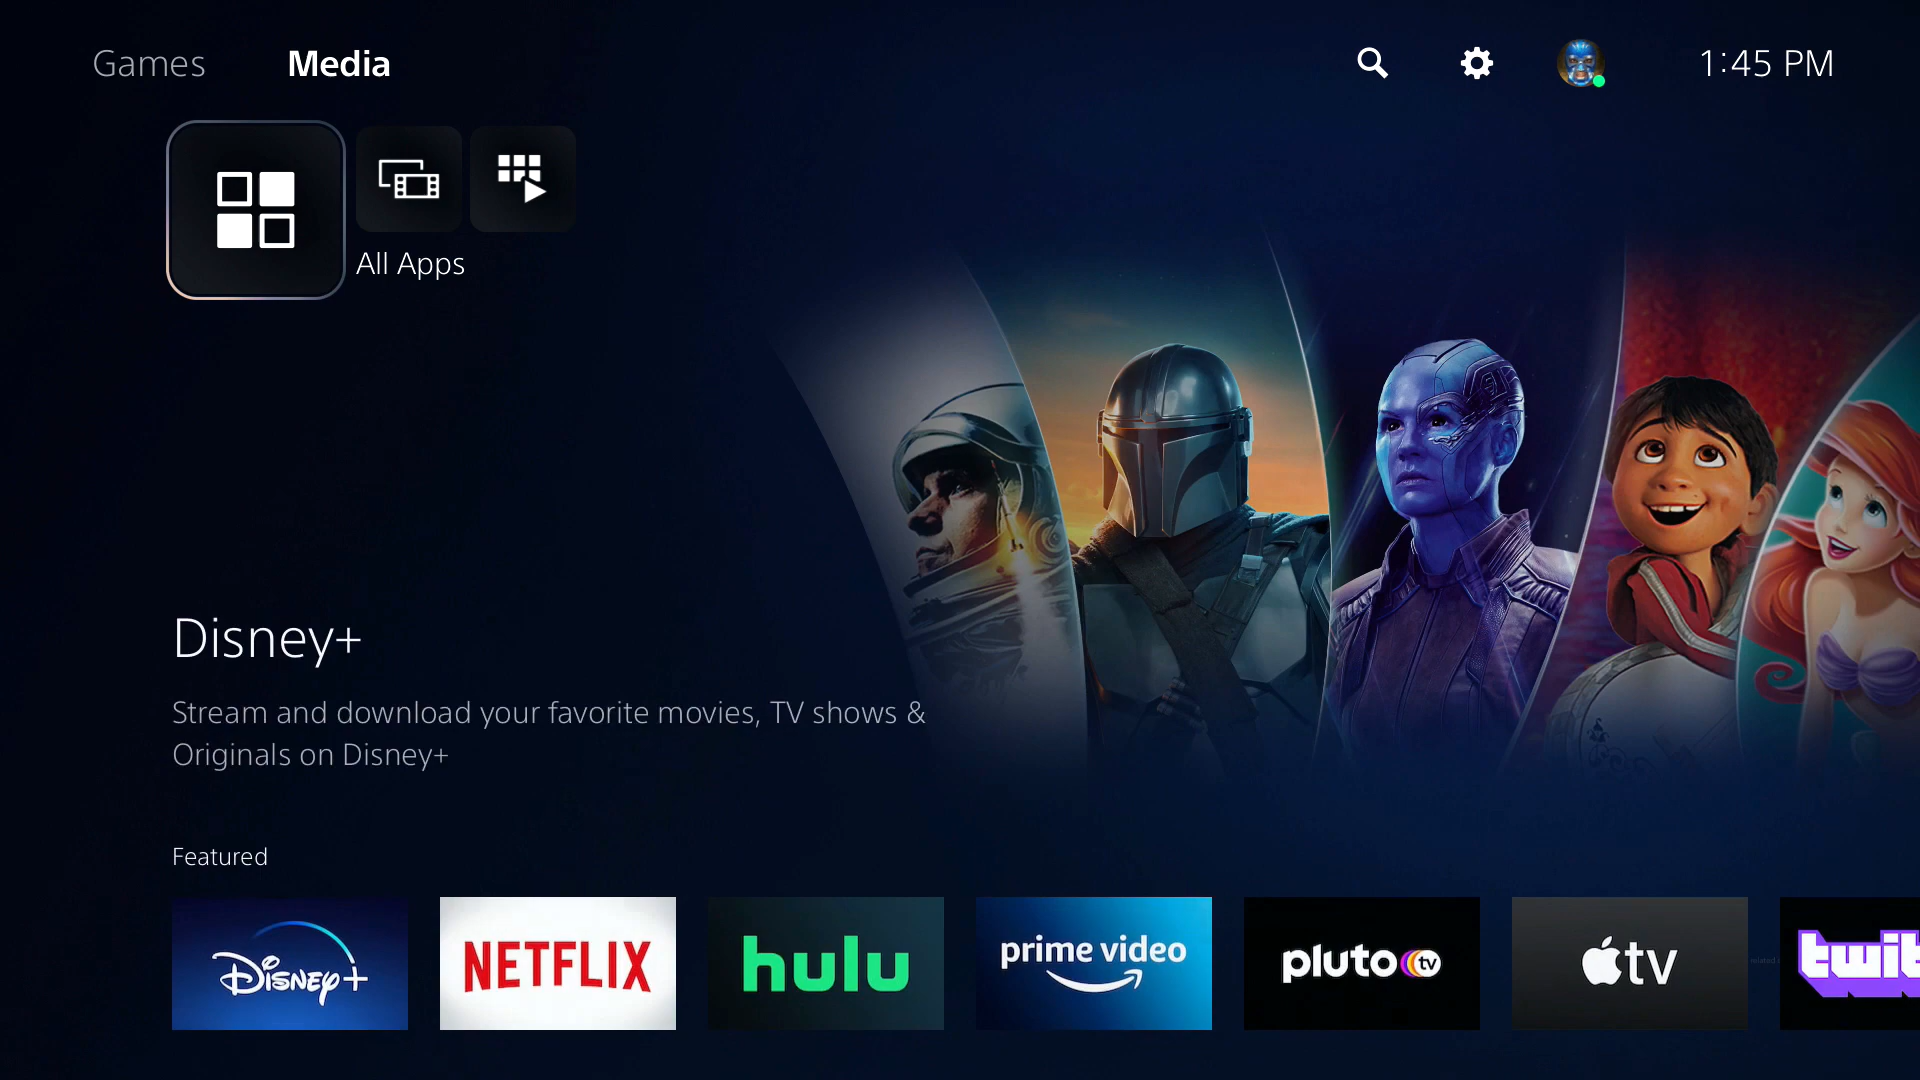 Games
Media
1:45 PM
All Apps
Disney+
Stream and download your favorite movies, TV shows &
Originals on Disney+
Featured
Disney+
NETFLIX
hulu
prime video
pluto tv
tv
twit